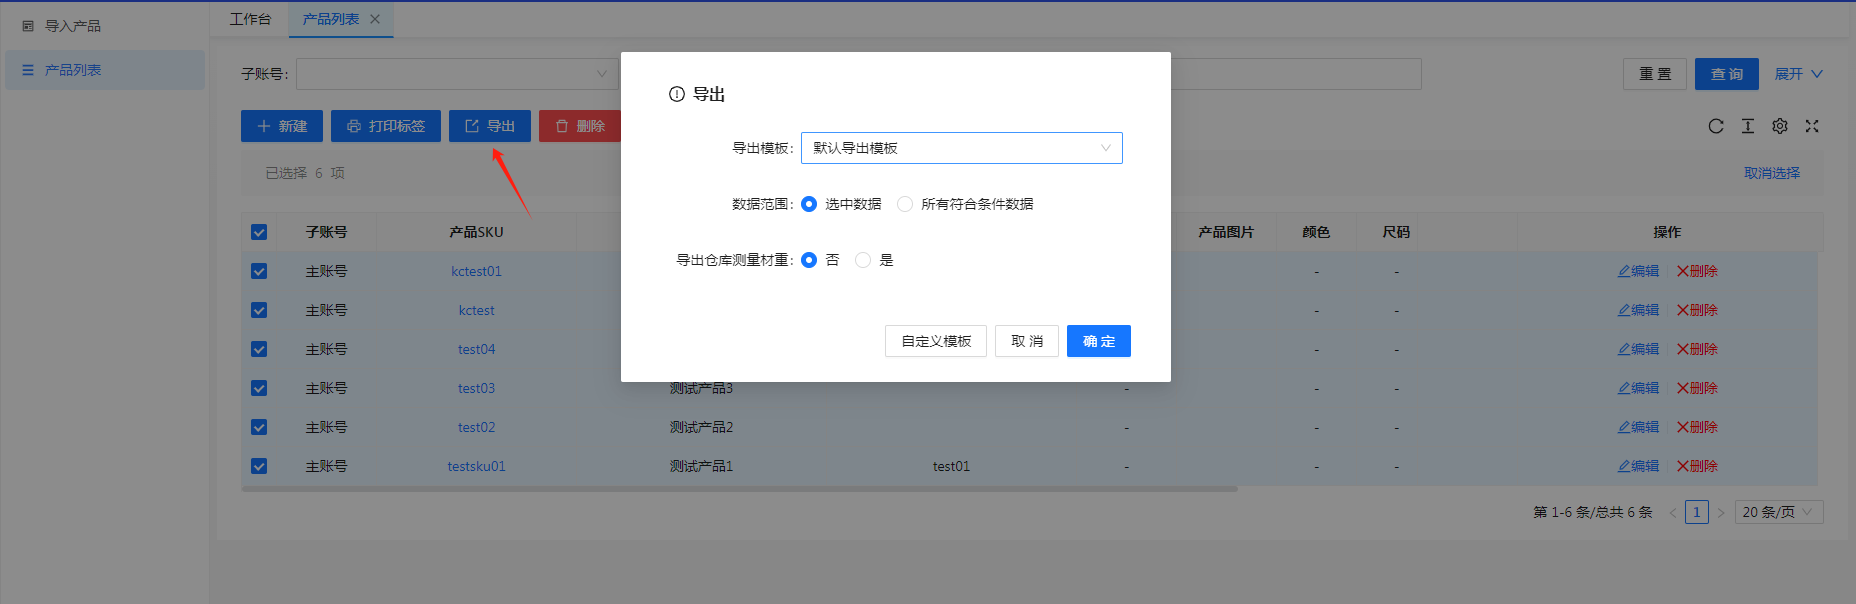 导入产品
产品列表
工作台 产品列表
子账号:
重 置 查 询 展开
新建 打印标签 导出 删除
已选择 6 项 取消选择
导出
导出模板: 默认导出模板
数据范围: 选中数据 所有符合条件数据
导出仓库测量材重: 否 是
自定义模板 取 消 确 定
子账号 产品SKU 产品图片 颜色 尺码 操作
主账号 kctest01 - - 编辑 删除
主账号 kctest - - 编辑 删除
主账号 test04 - - 编辑 删除
主账号 test03 测试产品3 - - - 编辑 删除
主账号 test02 测试产品2 - - - 编辑 删除
主账号 testsku01 测试产品1 test01 - - - 编辑 删除
第 1-6 条/总共 6 条 < 1 > 20 条/页